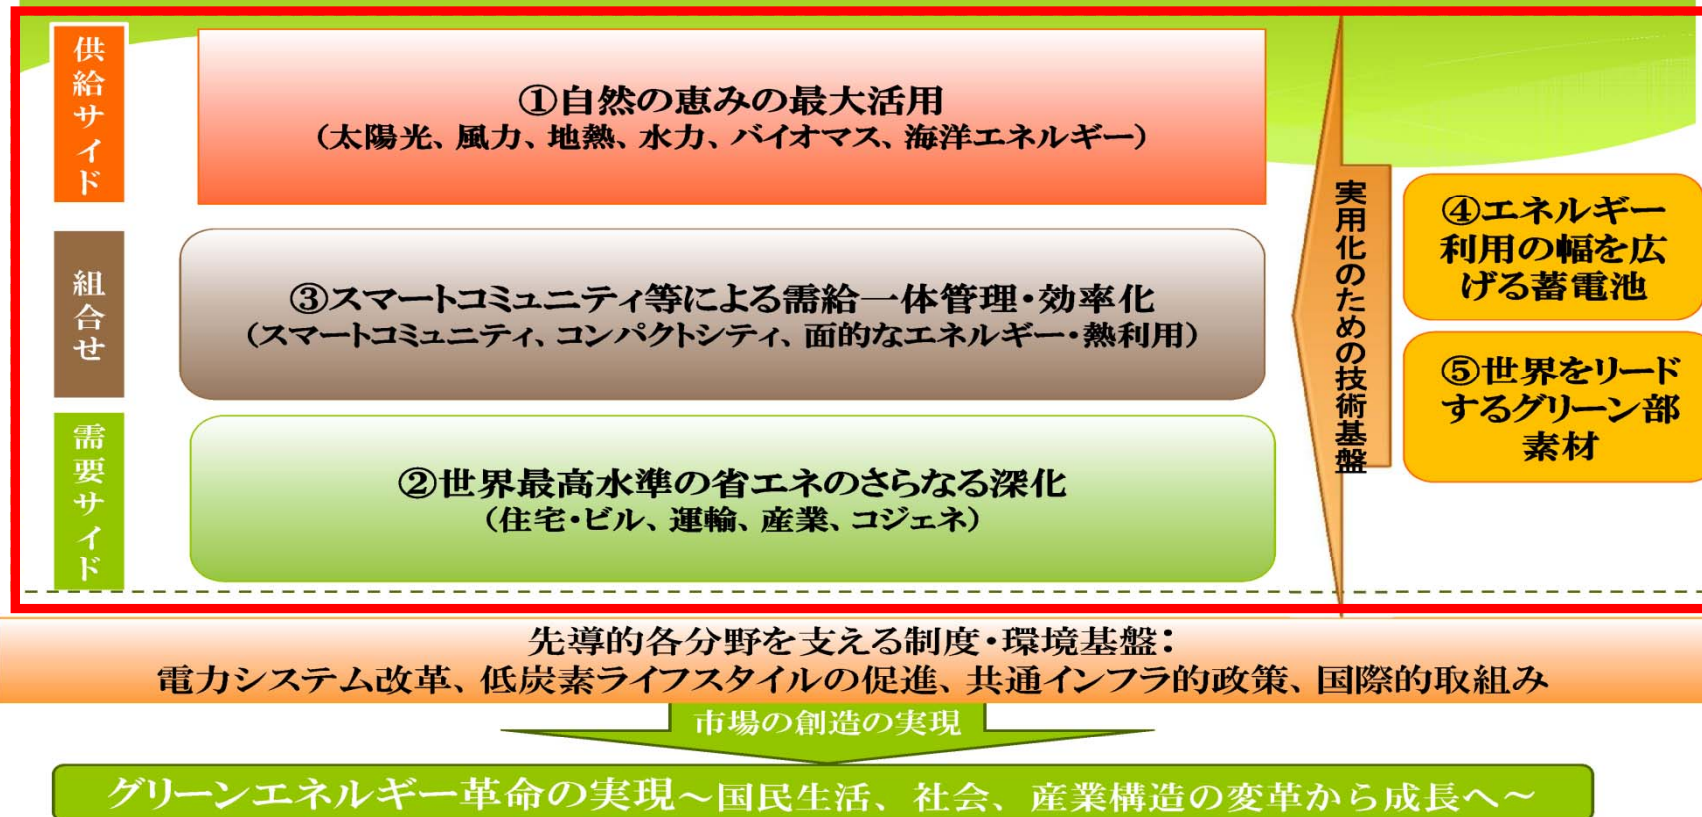 供給サイド
①自然の恵みの最大活用
（太陽光、風力、地熱、水力、バイオマス、海洋エネルギー）
組合せ
③スマートコミュニティ等による需給一体管理・効率化
（スマートコミュニティ、コンパクトシティ、面的なエネルギー・熱利用）
需要サイド
②世界最高水準の省エネのさらなる深化
（住宅・ビル、運輸、産業、コジェネ）
実用化のための技術基盤
④エネルギー
利用の幅を広
げる蓄電池
⑤世界をリード
するグリーン部
素材
先導的各分野を支える制度・環境基盤：
電力システム改革、低炭素ライフスタイルの促進、共通インフラ的政策、国際的取組み
市場の創造の実現
グリーンエネルギー革命の実現～国民生活、社会、産業構造の変革から成長へ～